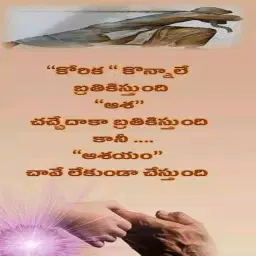 “కోరిక “ కొన్నాలే
బ్రతికిస్తుంది
“ఆశ”
చచ్చేదాకా బ్రతికిస్తుంది
కానీ ....
“ఆశయం”
చావే లేకుండా చేస్తుంది